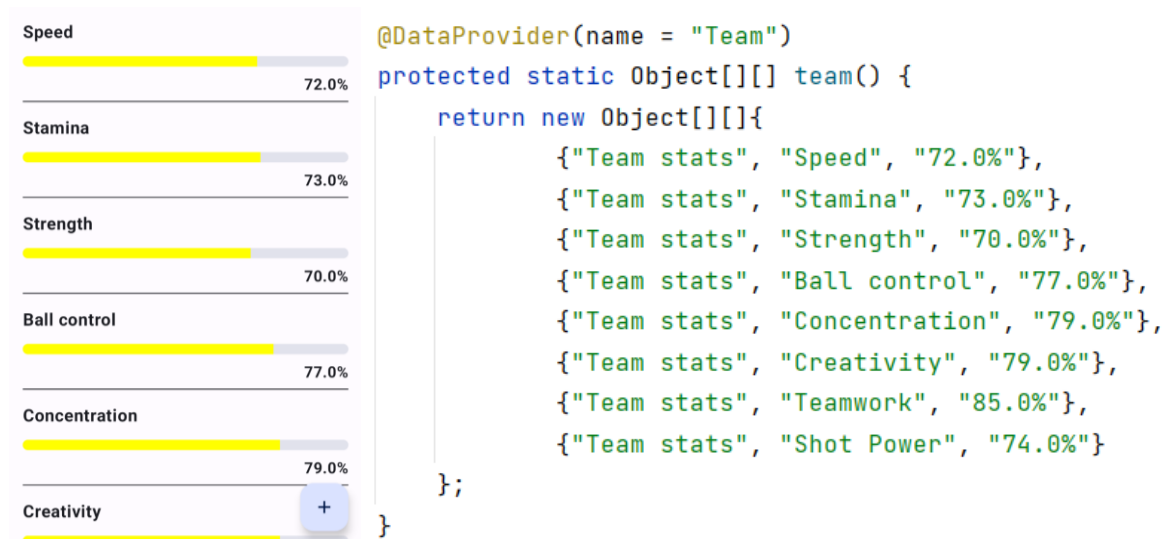 Speed
72.0%
Stamina
73.0%
Strength
70.0%
Ball control
77.0%
Concentration
79.0%
Creativity
+
@DataProvider(name = "Team")
protected static Object[][] team() {
return new Object[][]{
{"Team stats", "Speed", "72.0%"},
{"Team stats", "Stamina", "73.0%"},
{"Team stats", "Strength", "70.0%"},
{"Team stats", "Ball control", "77.0%"},
{"Team stats", "Concentration", "79.0%"},
{"Team stats", "Creativity", "79.0%"},
{"Team stats", "Teamwork", "85.0%"},
{"Team stats", "Shot Power", "74.0%"}
};
}